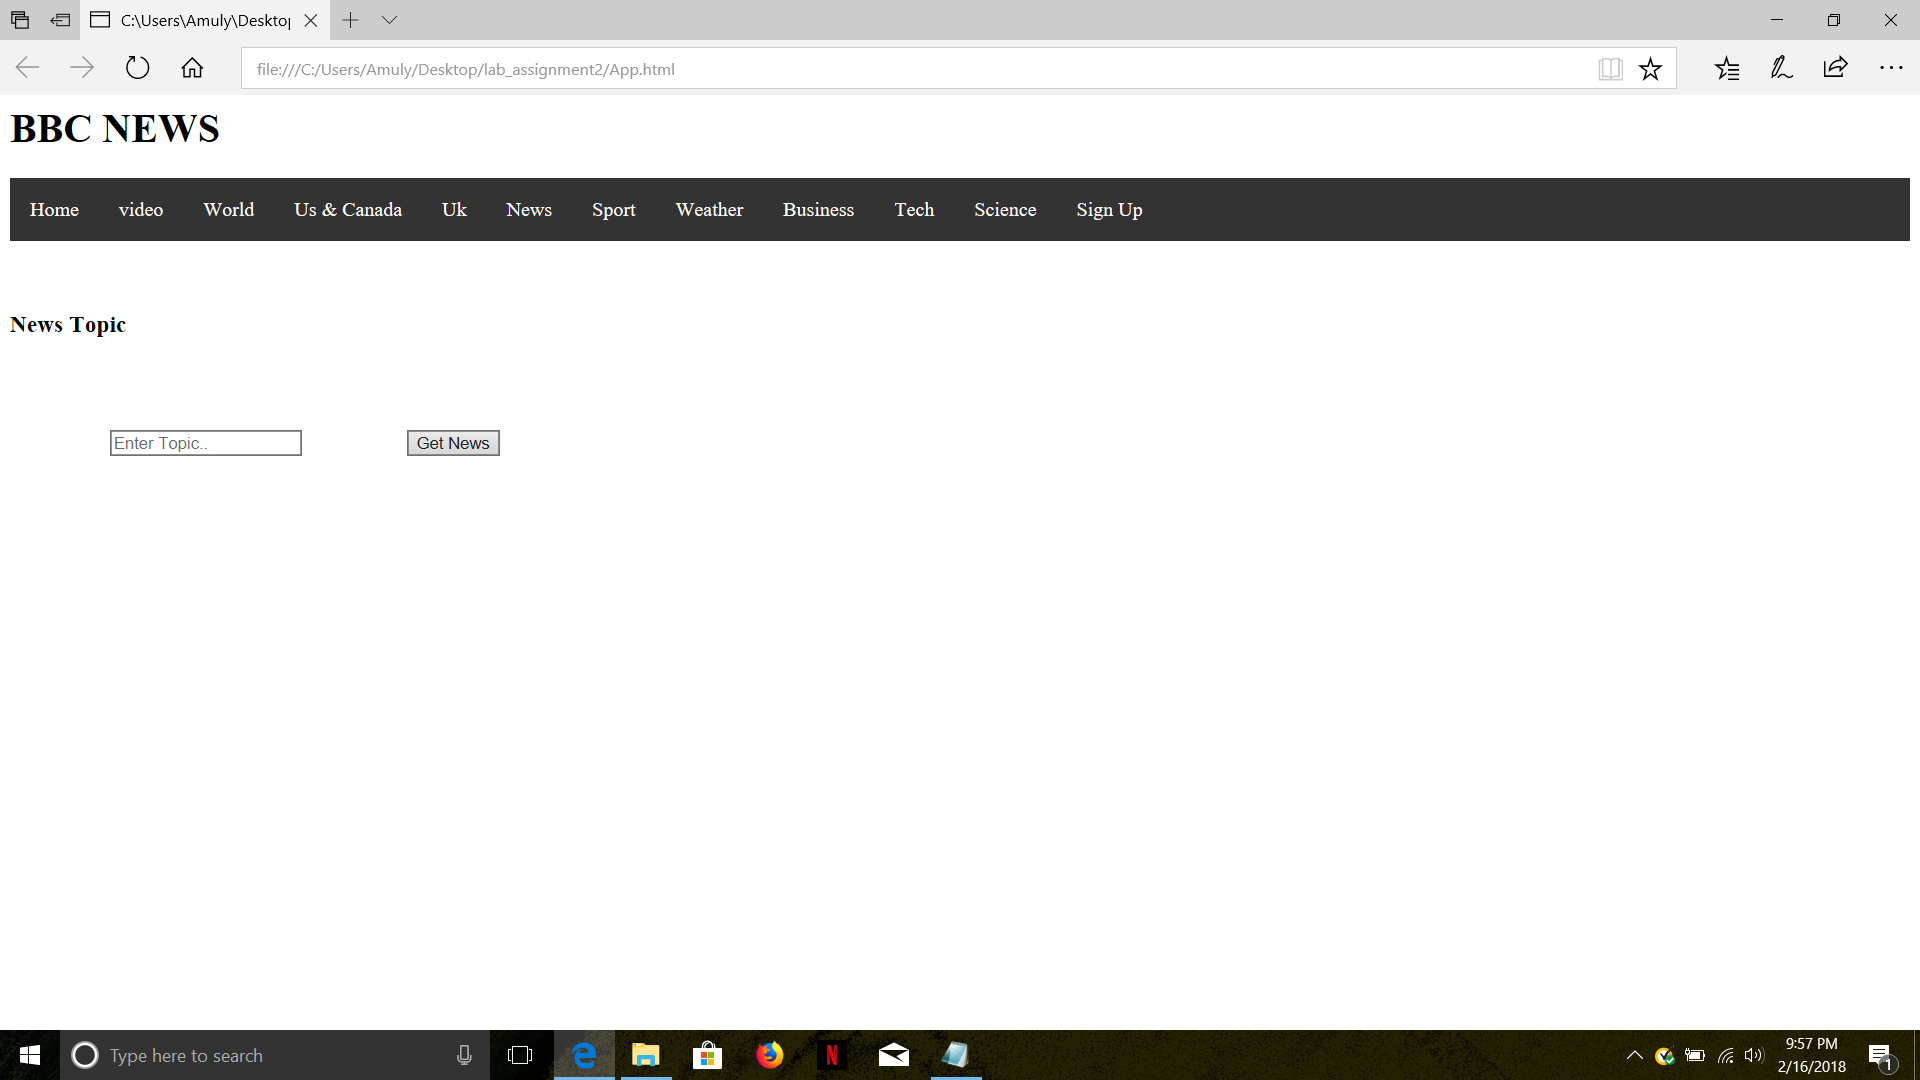 C:\Users\Amuly\Desktop
file:///C:/Users/Amuly/Desktop/lab_assignment2/App.html
BBC NEWS
Home video World Us & Canada Uk News Sport Weather Business Tech Science Sign Up
News Topic
Enter Topic.. Get News
Type here to search
9:57 PM
2/16/2018
1